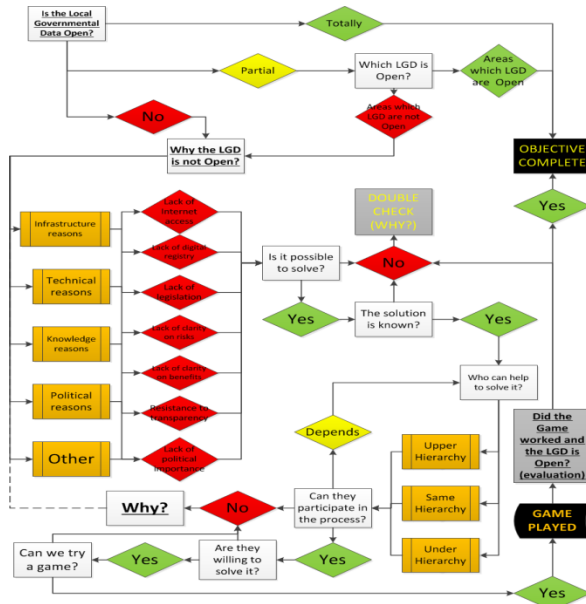 Is the Local
Governmental
Data Open?
Totally
Partial
Which LGD is
Open?
Areas
which LGD
are Open
No
Areas which
LGD are not
Open
Why the LGD
is not Open?
OBJECTIVE
COMPLETE
Infrastructure
reasons
Technical
reasons
Knowledge
reasons
Political
reasons
Other
Lack of
Internet
access
Lack of digital
registry
Lack of
legislation
Lack of clarity
on risks
Lack of clarity
on benefits
Resistance to
transparency
Lack of
political
importance
DOUBLE
CHECK
(WHY?)
Is it possible
to solve?
No
Yes
Yes
The solution
is known?
Yes
Who can help
to solve it?
Depends
Upper
Hierarchy
Same
Hierarchy
Under
Hierarchy
Did the
Game
worked and
the LGD is
Open?
(evaluation)
GAME
PLAYED
Why?
No
Can they
participate
in the
process?
Can we try
a game?
Yes
Are they
willing to
solve it?
Yes
Yes